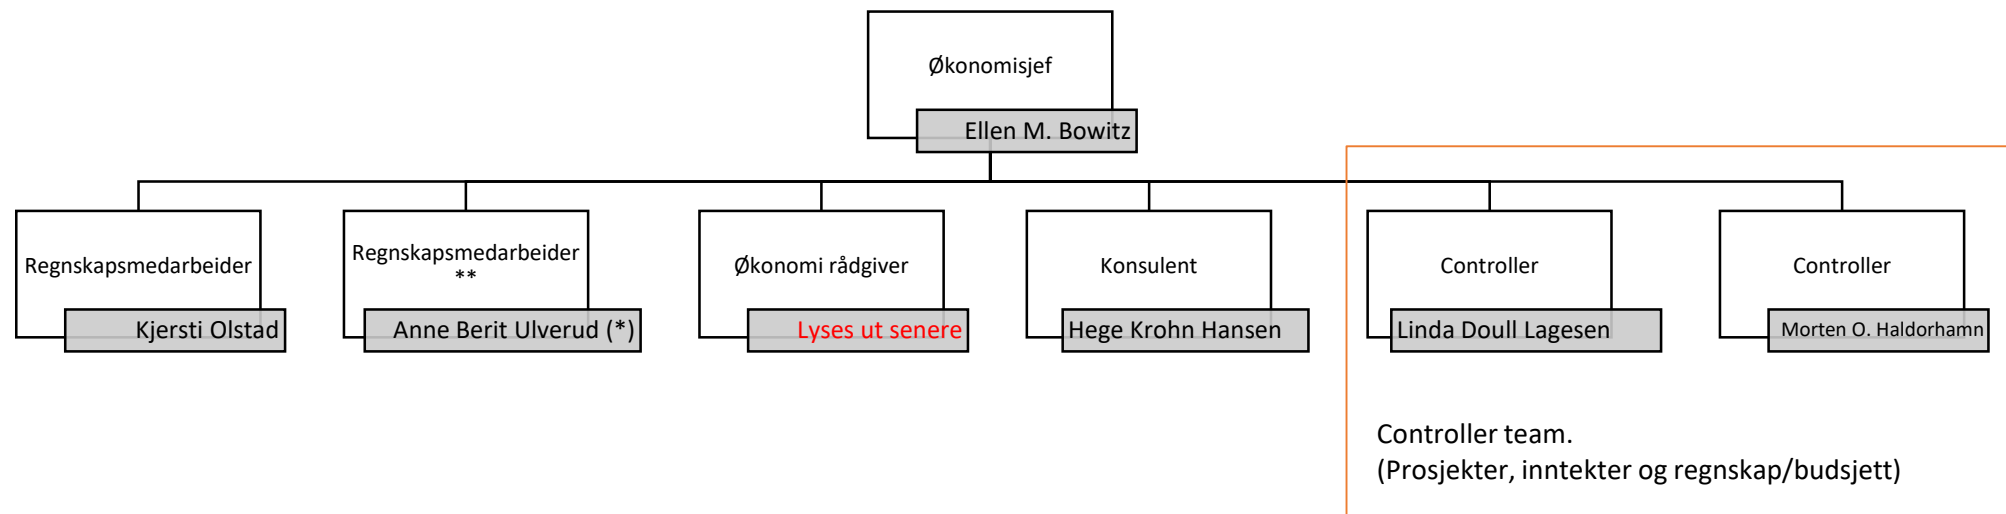 Økonomisjef
Ellen M. Bowitz
Regnskapsmedarbeider
Kjersti Olstad
Regnskapsmedarbeider
**
Anne Berit Ulverud (*)
Økonomi rådgiver
Lyses ut senere
Konsulent
Hege Krohn Hansen
Controller
Linda Doull Lagesen
Controller
Morten O. Haldorhamn
Controller team.
(Prosjekter, inntekter og regnskap/budsjett)